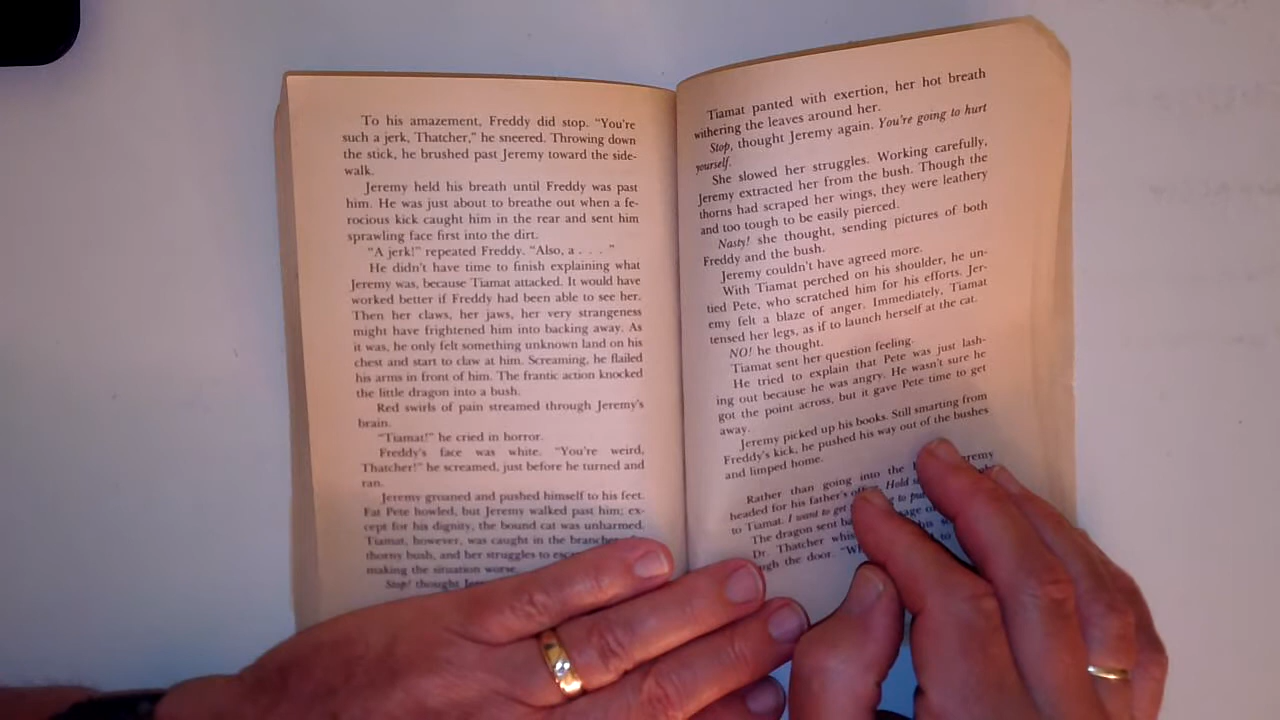 To his amazement, Freddy did stop. “You're
such a jerk, Thatcher,” he sneered. Throwing down
the stick, he brushed past Jeremy toward the side-
walk.
Jeremy held his breath until Freddy was past
him. He was just about to breathe out when a fe-
rocious kick caught him in the rear and sent him
sprawling face first into the dirt.
“A jerk!” repeated Freddy. “Also, a . . . ”
He didn't have time to finish explaining what
Jeremy was, because Tiamat attacked. It would have
worked better if Freddy had been able to see her.
Then her claws, her jaws, her very strangeness
might have frightened him into backing away. As
it was, he only felt something unknown land on his
chest and start to claw at him. Screaming, he flailed
his arms in front of him. The frantic action knocked
the little dragon into a bush.
Red swirls of pain streamed through Jeremy's
brain.
“Tiamat!” he cried in horror.
Freddy's face was white. “You're weird,
Thatcher!” he screamed, just before he turned and
ran.
Jeremy groaned and pushed himself to his feet.
Fat Pete howled, but Jeremy walked past him; ex-
cept for his dignity, the bound cat was unharmed.
Tiamat, however, was caught in the branches
thorny bush, and her struggles to
making the situation worse.
Stop! thought
Tiamat panted with exertion, her hot breath
withering the leaves around her.
Stop, thought Jeremy again. You're going to hurt
yourself.
She slowed her struggles. Working carefully,
Jeremy extracted her from the bush. Though the
thorns had scraped her wings, they were leathery
and too tough to be easily pierced.
Nasty! she thought, sending pictures of both
Freddy and the bush.
Jeremy couldn't have agreed more.
With Tiamat perched on his shoulder, he un-
tied Pete, who scratched him for his efforts. Jer-
emy felt a blaze of anger. Immediately, Tiamat
tensed her legs, as if to launch herself at the cat.
NO! he thought.
Tiamat sent her question feeling.
He tried to explain that Pete was just lash-
ing out because he was angry. He wasn't sure he
got the point across, but it gave Pete time to get
away.
Jeremy picked up his books. Still smarting from
Freddy's kick, he pushed his way out of the bushes
and limped home.
Rather than going into the
headed for his father's office. Hold
to Tiamat. I want to get to
The dragon sent
Dr. Thatcher
the door.